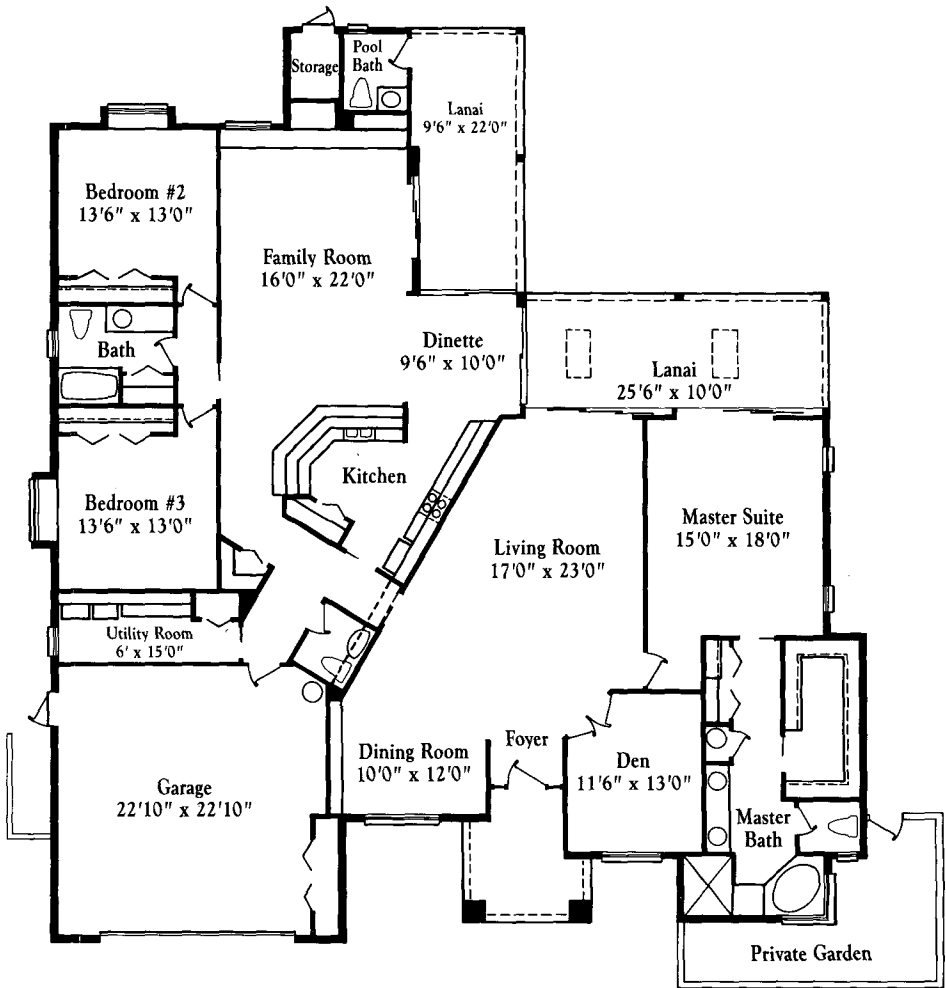 Pool
Bath
Storage
Lanai
9'6" x 22'0"
Bedroom #2
13'6" x 13'0"
Family Room
16'0" x 22'0"
Dinette
9'6" x 10'0"
Bath
Lanai
25'6" x 10'0"
Kitchen
Bedroom #3
13'6" x 13'0"
Master Suite
15'0" x 18'0"
Living Room
17'0" x 23'0"
Utility Room
6' x 15'0"
Foyer
Dining Room
10'0" x 12'0"
Den
11'6" x 13'0"
Garage
22'10" x 22'10"
Master
Bath
Private Garden